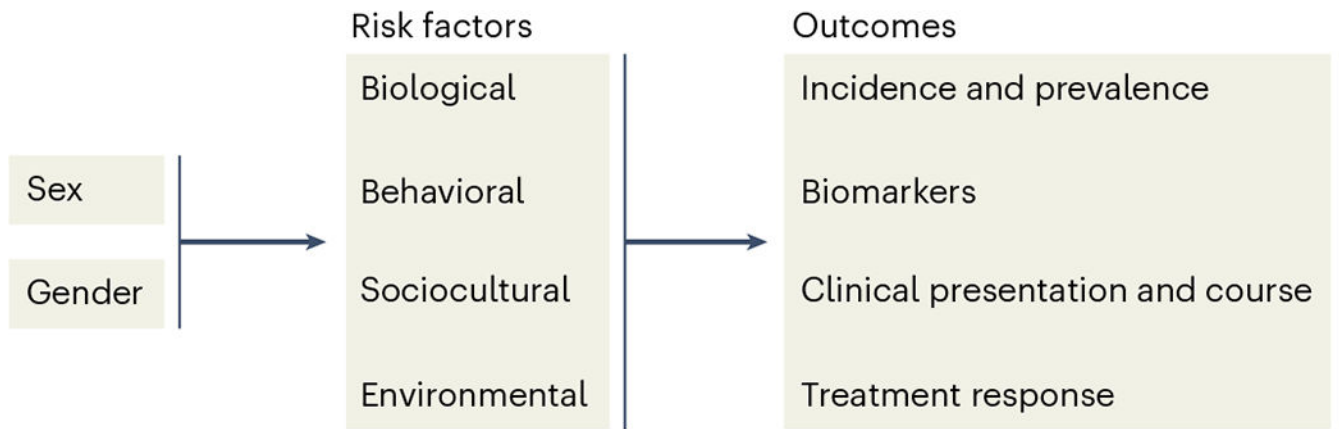 Sex
Gender
Risk factors
Biological
Behavioral
Sociocultural
Environmental
Outcomes
Incidence and prevalence
Biomarkers
Clinical presentation and course
Treatment response